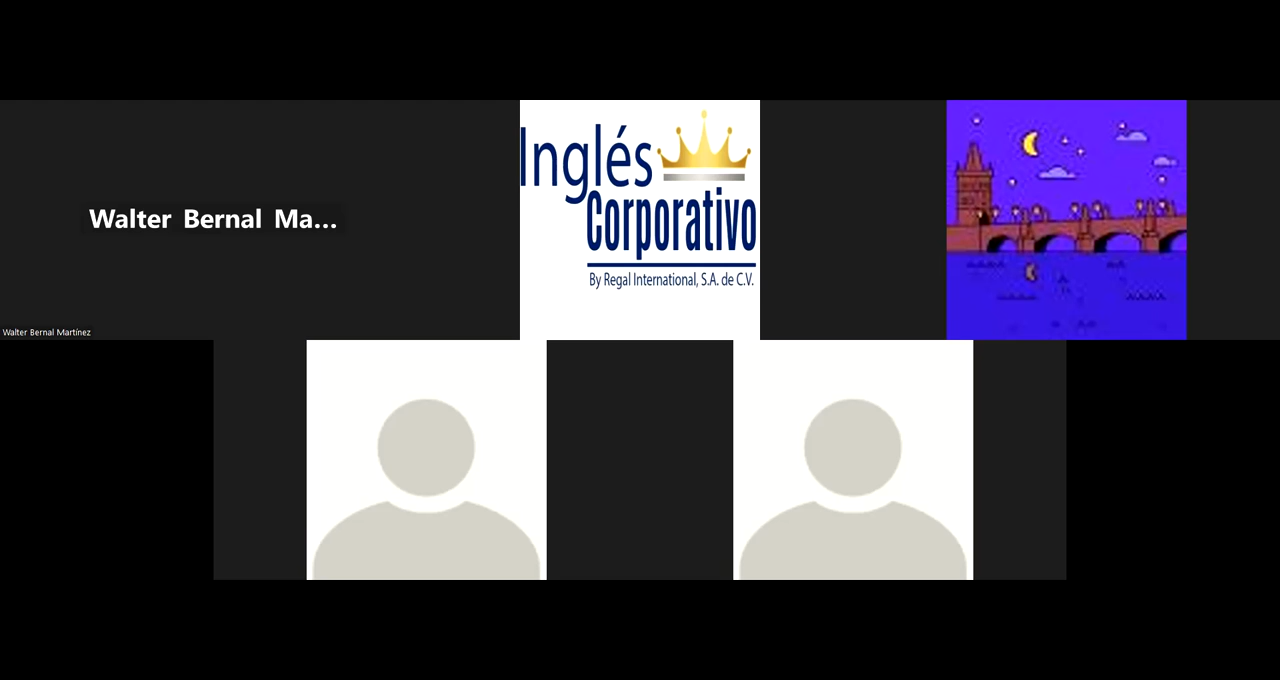 Walter Bernal Ma...
Walter Bernal Martínez
Inglés
Corporativo
By Regal International, S.A. de C.V.